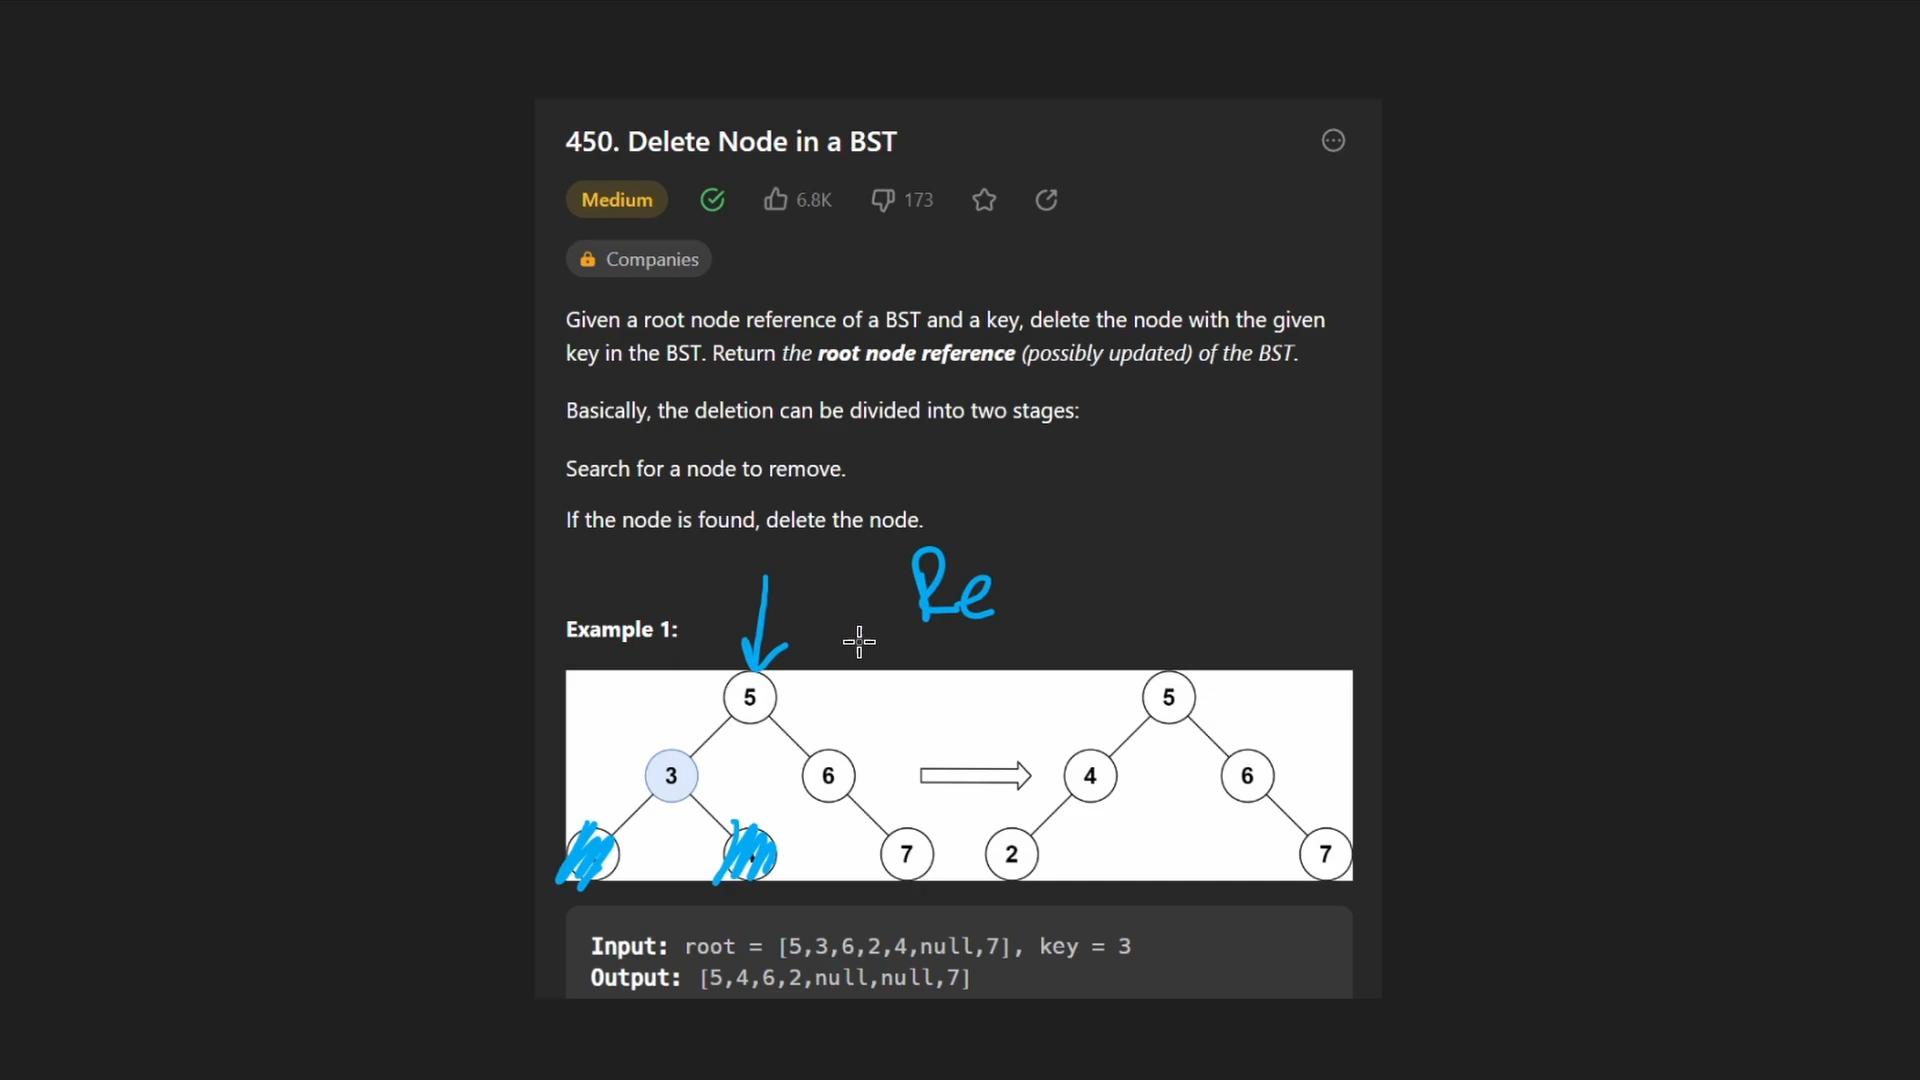 450. Delete Node in a BST
Medium 6.8K 173
Companies
Given a root node reference of a BST and a key, delete the node with the given
key in the BST. Return the root node reference (possibly updated) of the BST.
Basically, the deletion can be divided into two stages:
Search for a node to remove.
If the node is found, delete the node.
Re
Example 1:
5 5
3 6 4 6
7 2 7
Input: root = [5,3,6,2,4,null,7], key = 3
Output: [5,4,6,2,null,null,7]